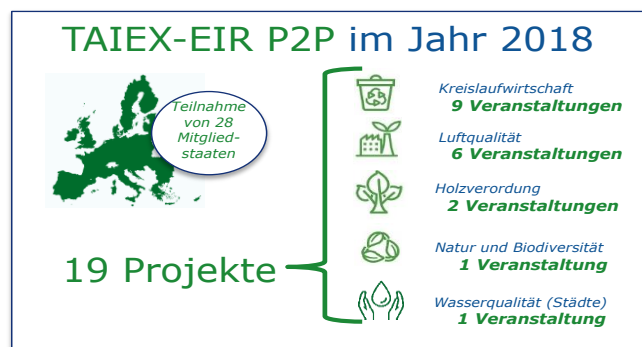 TAIEX-EIR P2P im Jahr 2018
Teilnahme
von 28
Mitglied-
staaten
19 Projekte
Kreislaufwirtschaft
9 Veranstaltungen
Luftqualität
6 Veranstaltungen
Holzverordung
2 Veranstaltungen
Natur und Biodiversität
1 Veranstaltung
Wasserqualität (Städte)
1 Veranstaltung